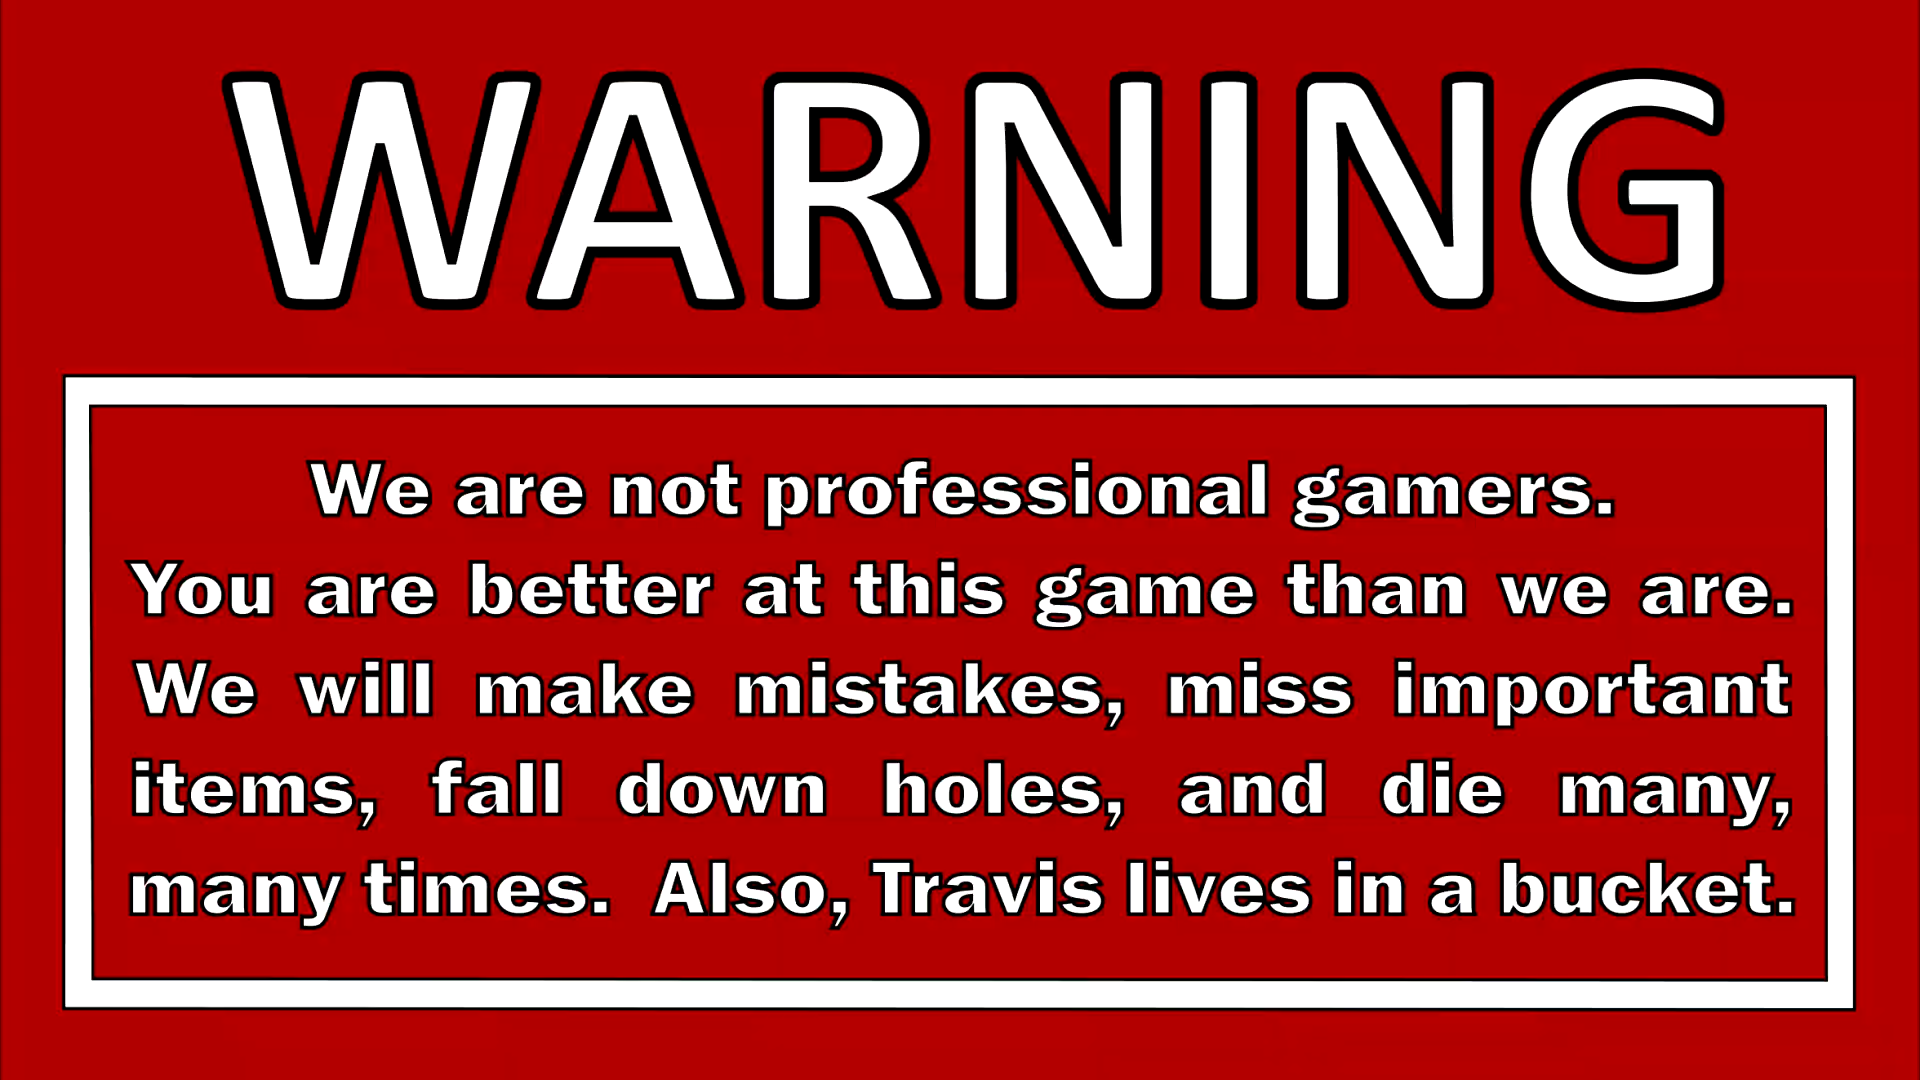 WARNING
We are not professional gamers.
You are better at this game than we are.
We will make mistakes, miss important
items, fall down holes, and die many,
many times.  Also, Travis lives in a bucket.